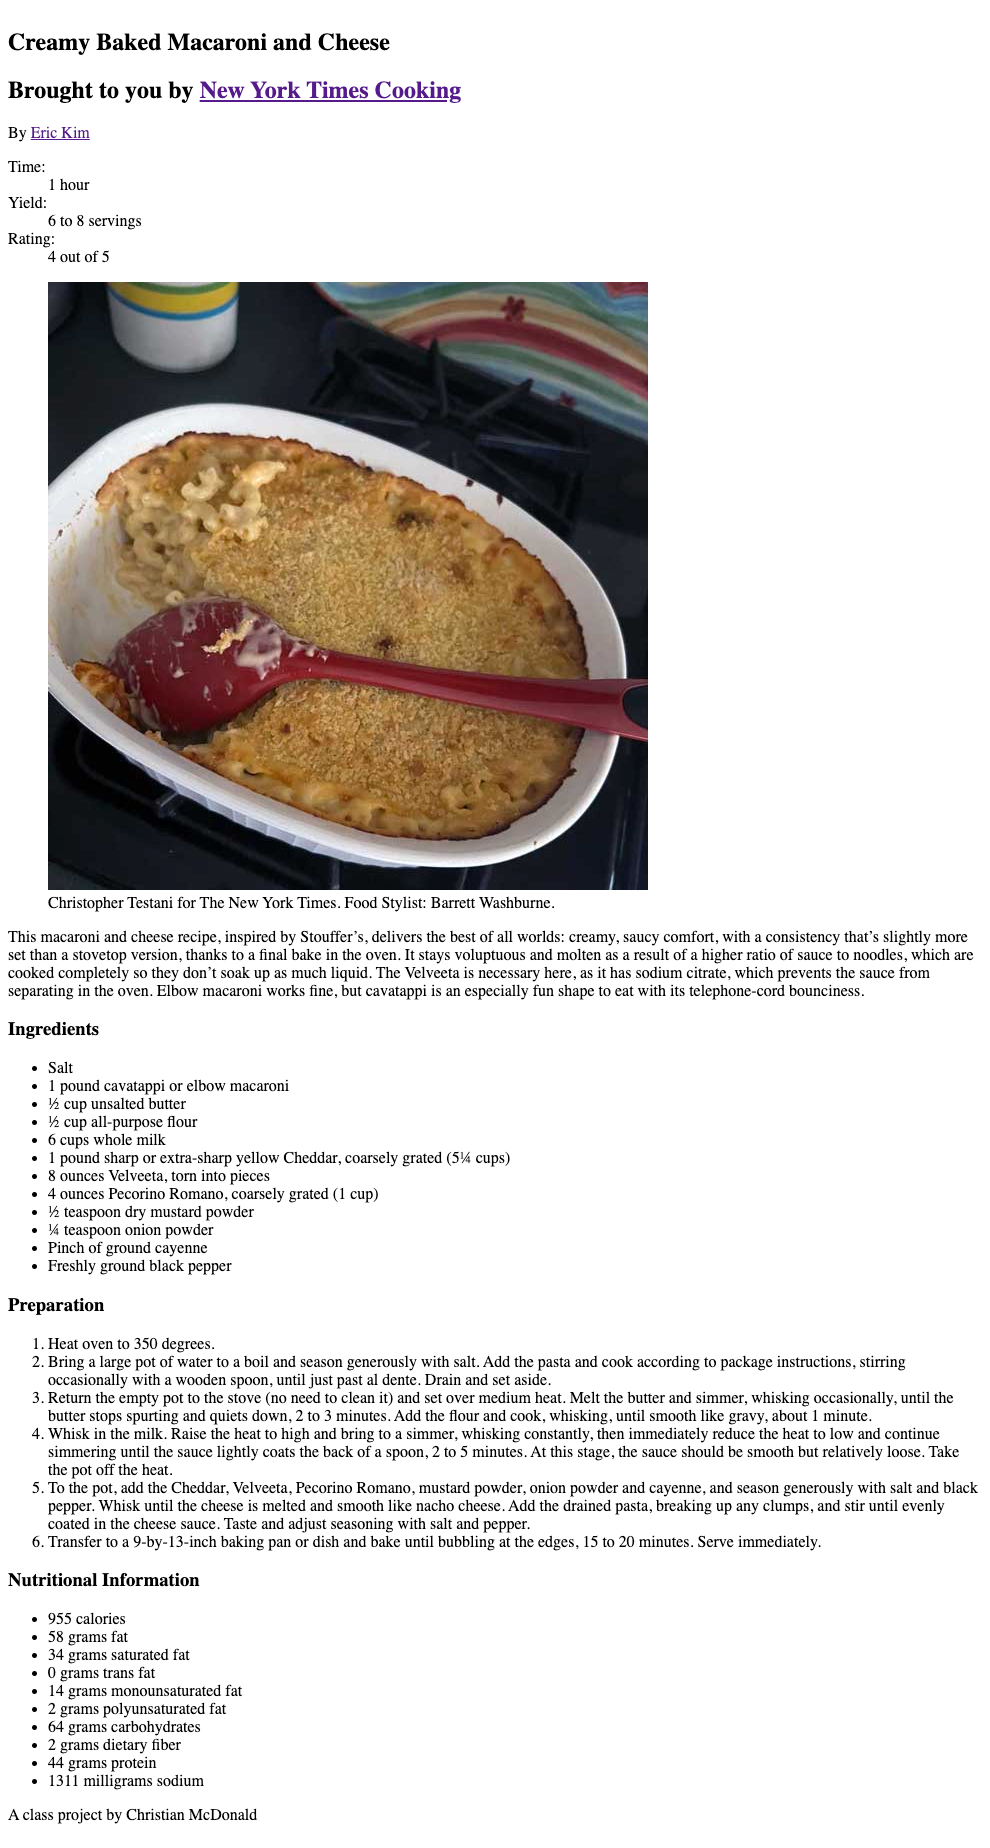 Creamy Baked Macaroni and Cheese
Brought to you by New York Times Cooking
By Eric Kim
Time:
1 hour
Yield:
6 to 8 servings
Rating:
4 out of 5
Christopher Testani for The New York Times. Food Stylist: Barrett Washburne.
This macaroni and cheese recipe, inspired by Stouffer’s, delivers the best of all worlds: creamy, saucy comfort, with a consistency that’s slightly more
set than a stovetop version, thanks to a final bake in the oven. It stays voluptuous and molten as a result of a higher ratio of sauce to noodles, which are
cooked completely so they don’t soak up as much liquid. The Velveeta is necessary here, as it has sodium citrate, which prevents the sauce from
separating in the oven. Elbow macaroni works fine, but cavatappi is an especially fun shape to eat with its telephone-cord bounciness.
Ingredients
• Salt
• 1 pound cavatappi or elbow macaroni
• ½ cup unsalted butter
• ½ cup all-purpose flour
• 6 cups whole milk
• 1 pound sharp or extra-sharp yellow Cheddar, coarsely grated (5¼ cups)
• 8 ounces Velveeta, torn into pieces
• 4 ounces Pecorino Romano, coarsely grated (1 cup)
• ½ teaspoon dry mustard powder
• ¼ teaspoon onion powder
• Pinch of ground cayenne
• Freshly ground black pepper
Preparation
1. Heat oven to 350 degrees.
2. Bring a large pot of water to a boil and season generously with salt. Add the pasta and cook according to package instructions, stirring
occasionally with a wooden spoon, until just past al dente. Drain and set aside.
3. Return the empty pot to the stove (no need to clean it) and set over medium heat. Melt the butter and simmer, whisking occasionally, until the
butter stops spurting and quiets down, 2 to 3 minutes. Add the flour and cook, whisking, until smooth like gravy, about 1 minute.
4. Whisk in the milk. Raise the heat to high and bring to a simmer, whisking constantly, then immediately reduce the heat to low and continue
simmering until the sauce lightly coats the back of a spoon, 2 to 5 minutes. At this stage, the sauce should be smooth but relatively loose. Take
the pot off the heat.
5. To the pot, add the Cheddar, Velveeta, Pecorino Romano, mustard powder, onion powder and cayenne, and season generously with salt and black
pepper. Whisk until the cheese is melted and smooth like nacho cheese. Add the drained pasta, breaking up any clumps, and stir until evenly
coated in the cheese sauce. Taste and adjust seasoning with salt and pepper.
6. Transfer to a 9-by-13-inch baking pan or dish and bake until bubbling at the edges, 15 to 20 minutes. Serve immediately.
Nutritional Information
• 955 calories
• 58 grams fat
• 34 grams saturated fat
• 0 grams trans fat
• 14 grams monounsaturated fat
• 2 grams polyunsaturated fat
• 64 grams carbohydrates
• 2 grams dietary fiber
• 44 grams protein
• 1311 milligrams sodium
A class project by Christian McDonald